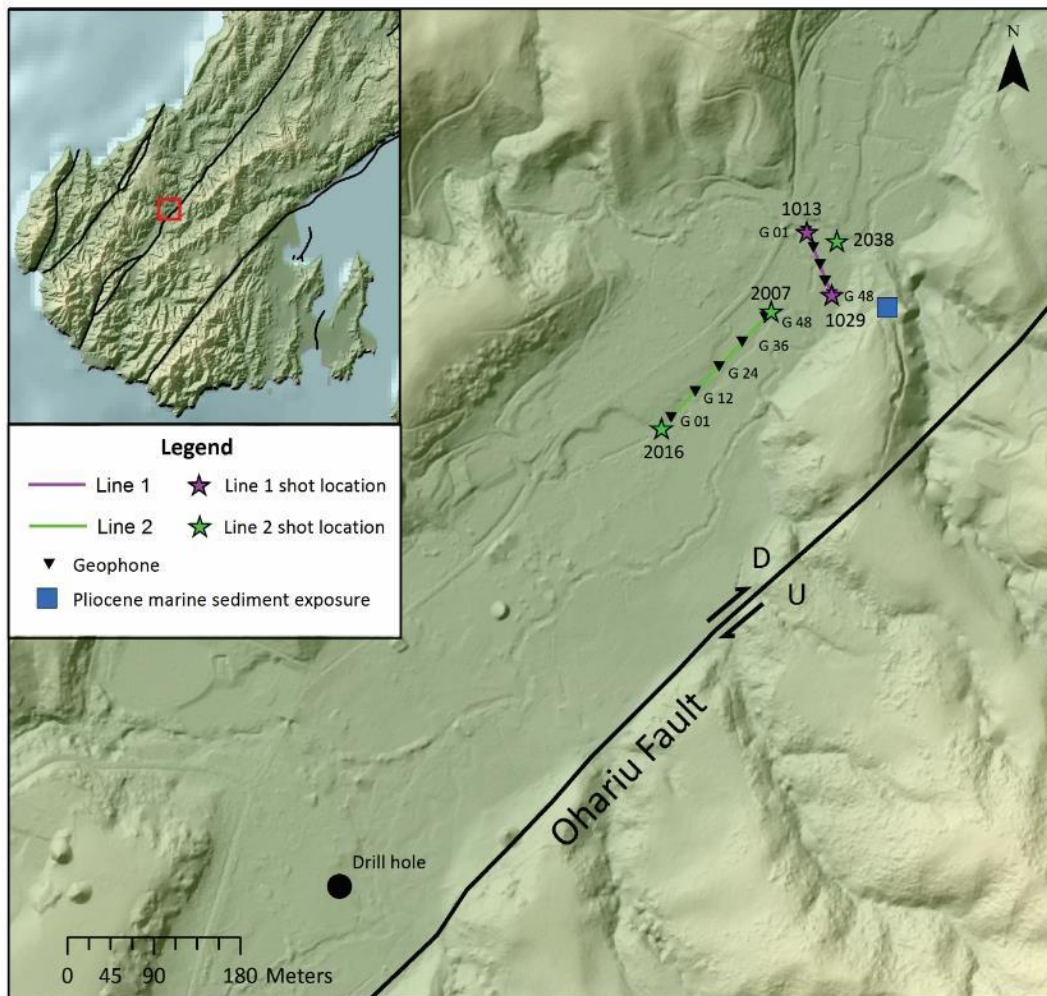 N
1013
G 01
2038
2007
G 48
G 48
1029
G 36
G 24
G 12
G 01
2016
Legend
Line 1
Line 1 shot location
Line 2
Line 2 shot location
Geophone
Pliocene marine sediment exposure
D
U
Ohariu Fault
Drill hole
0 45 90 180 Meters